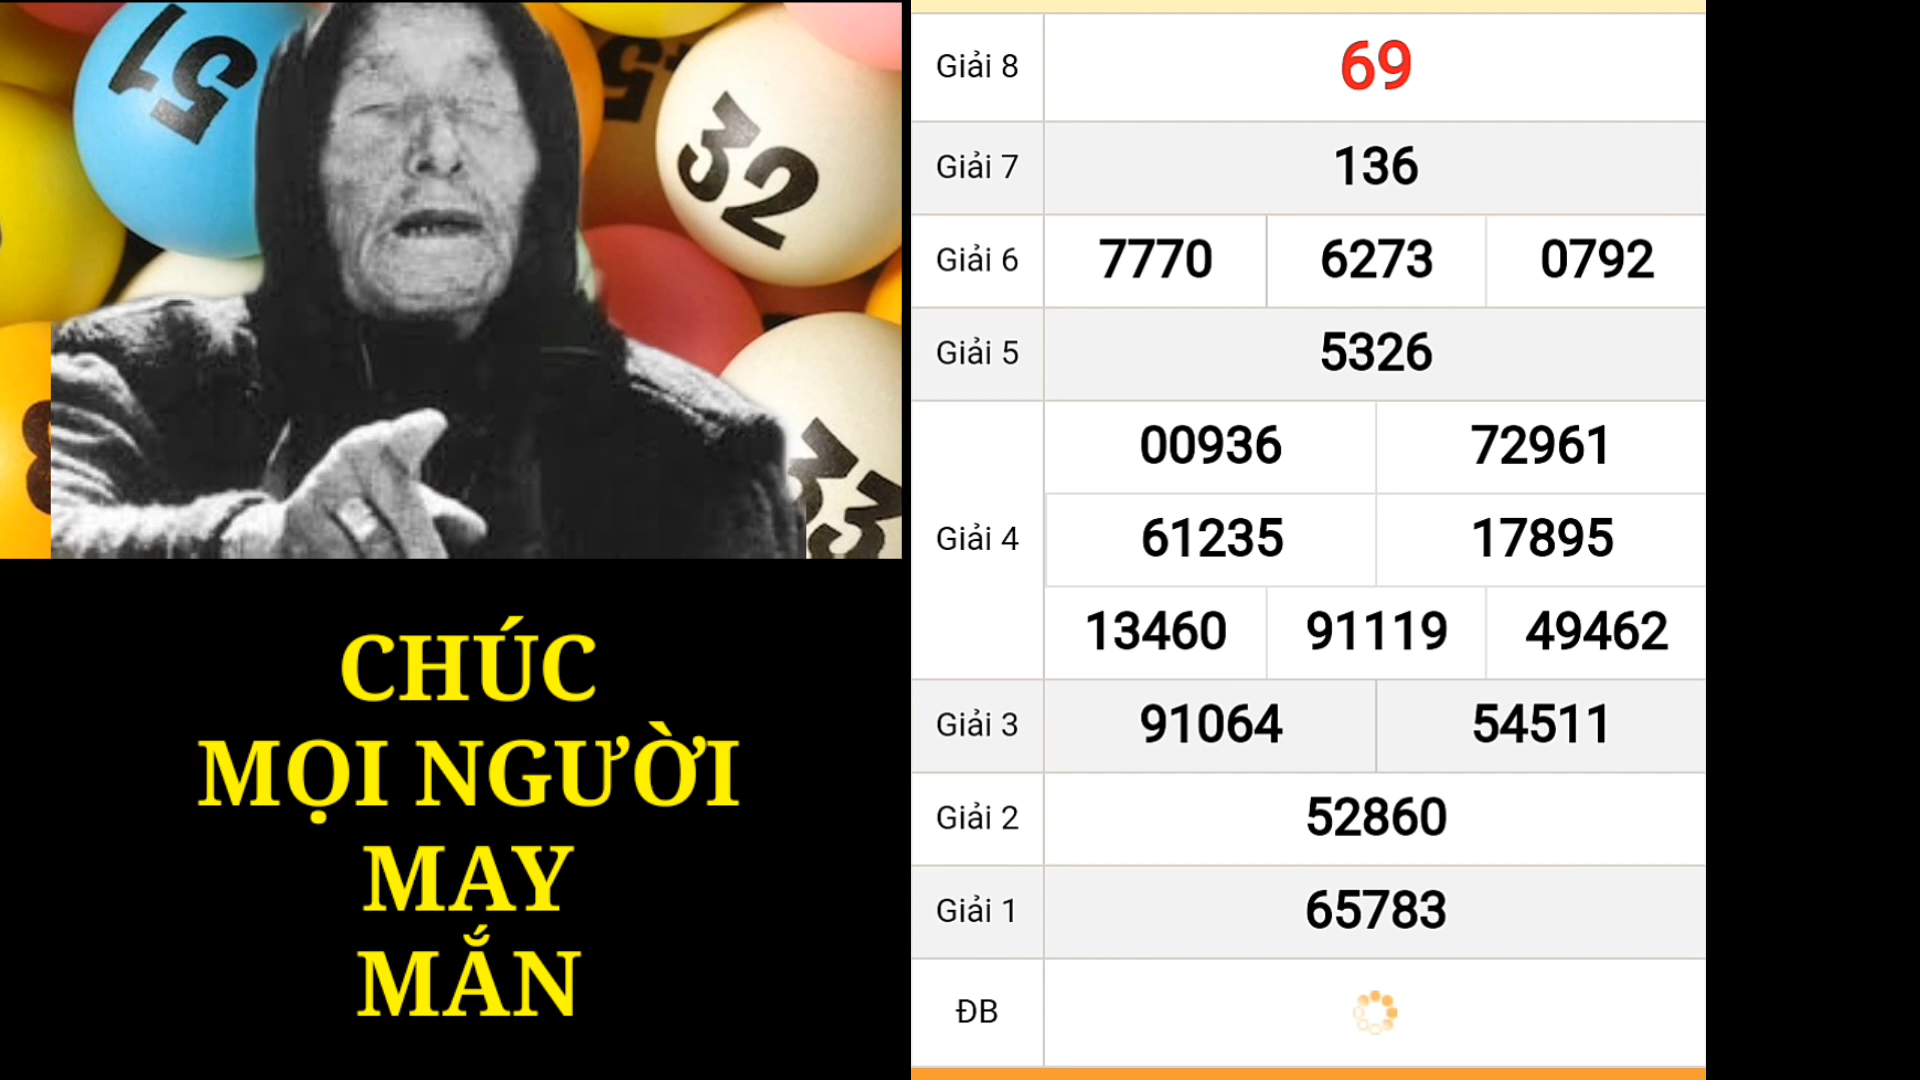 51
32
33
CHÚC
MỌI NGƯỜI
MAY
MẮN
Giải 8 69
Giải 7 136
Giải 6 7770 6273 0792
Giải 5 5326
Giải 4
00936 72961
61235 17895
13460 91119 49462
Giải 3 91064 54511
Giải 2 52860
Giải 1 65783
ĐB